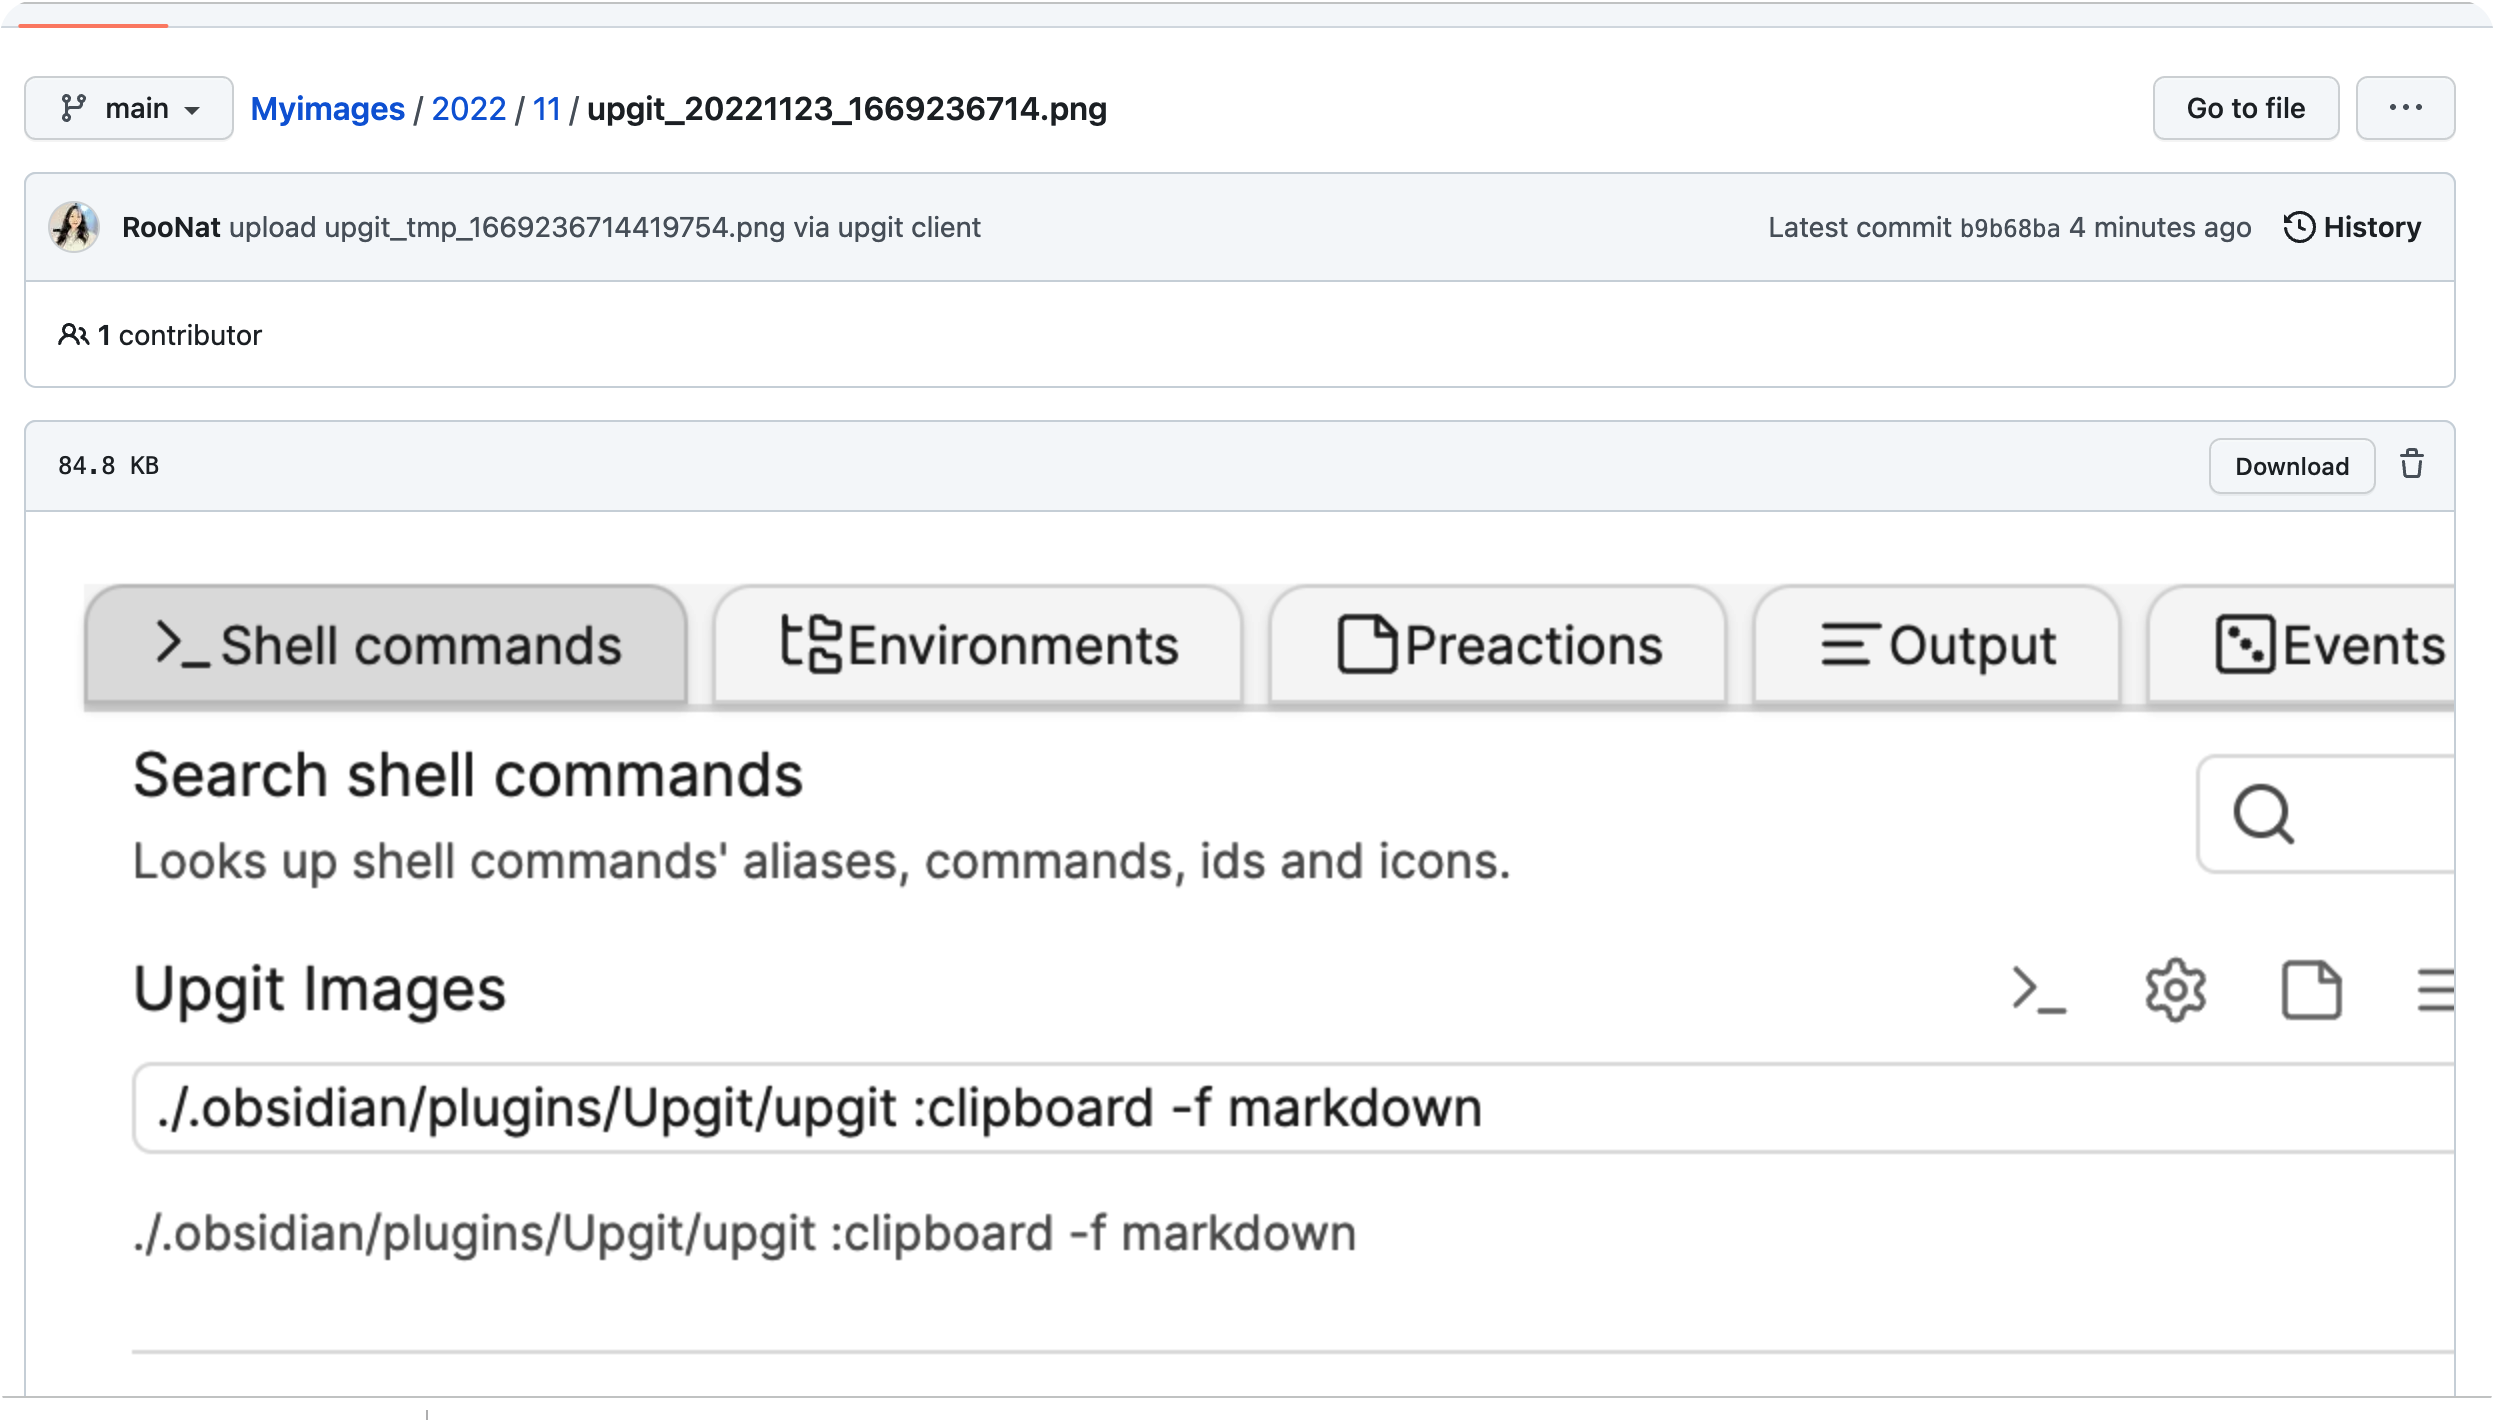 main
Myimages / 2022 / 11 / upgit_20221123_1669236714.png
Go to file
RooNat upload upgit_tmp_1669236714419754.png via upgit client
Latest commit b9b68ba 4 minutes ago
History
1 contributor
84.8 KB
Download
Shell commands
Environments
Preactions
Output
Events
Search shell commands
Looks up shell commands' aliases, commands, ids and icons.
Upgit Images
./.obsidian/plugins/Upgit/upgit :clipboard -f markdown
./.obsidian/plugins/Upgit/upgit :clipboard -f markdown